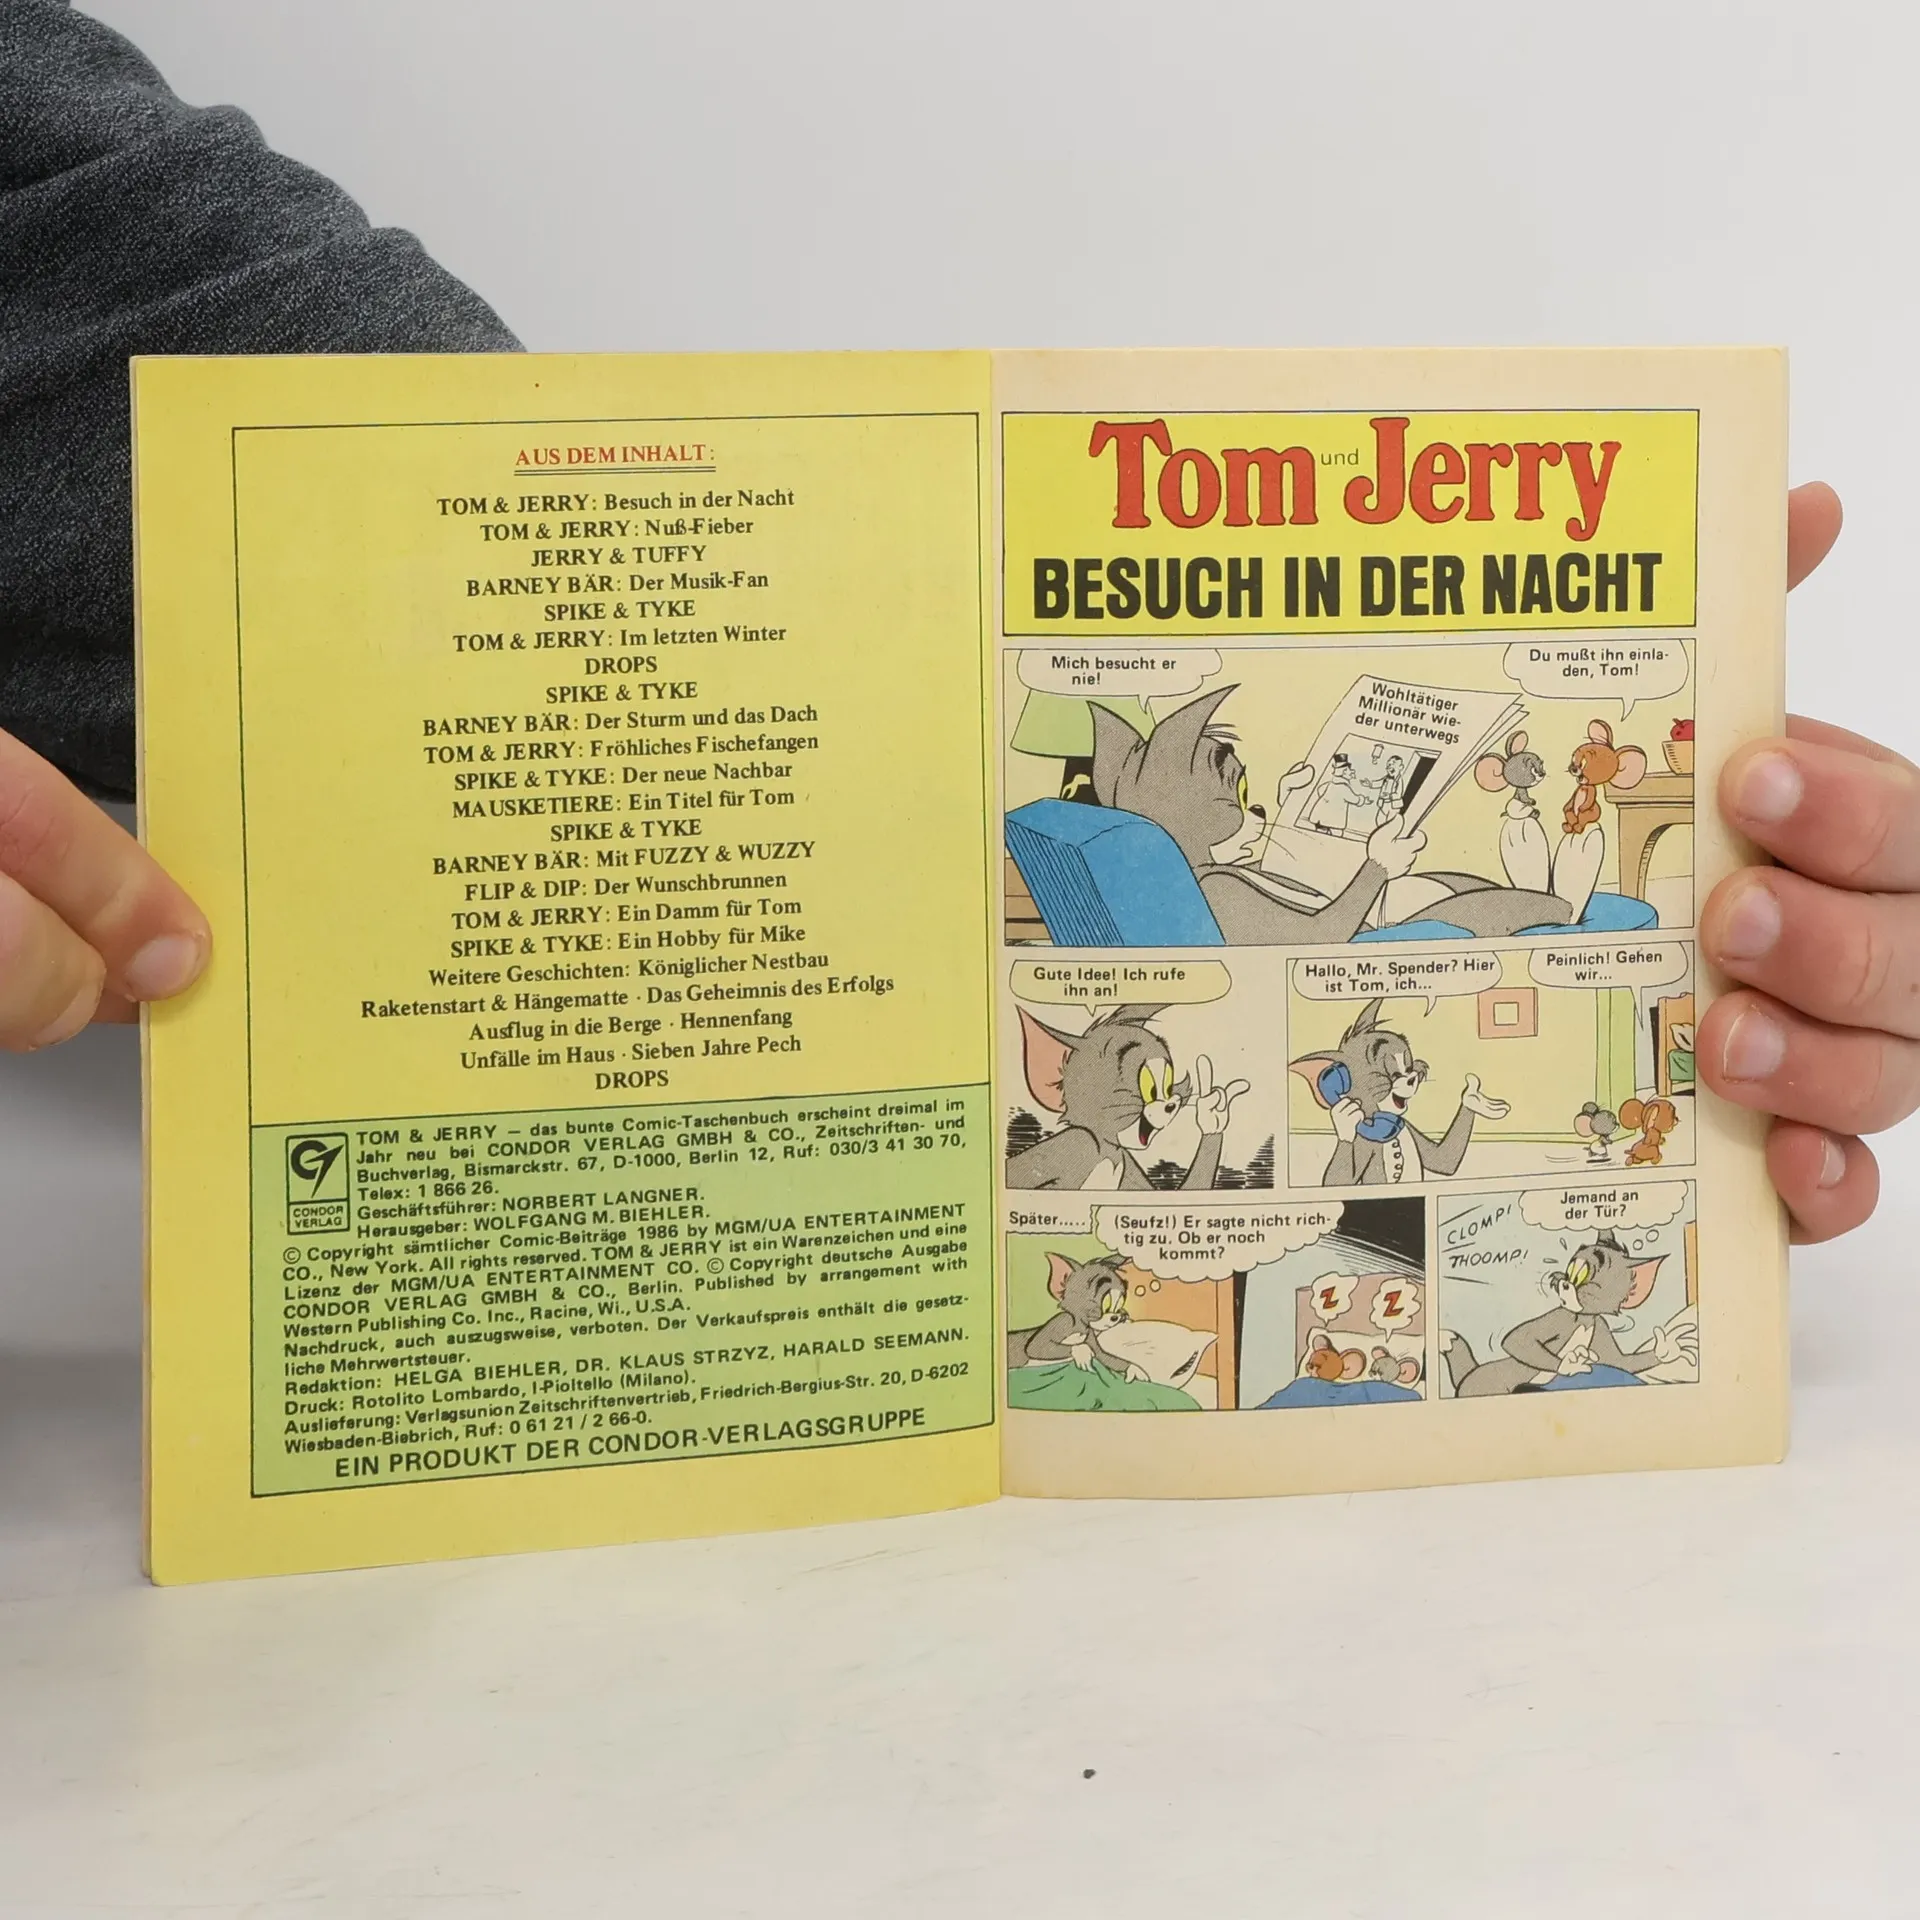 AUS DEM INHALT:
TOM & JERRY: Besuch in der Nacht
TOM & JERRY: Nuß-Fieber
JERRY & TUFFY
BARNEY BÄR: Der Musik-Fan
SPIKE & TYKE
TOM & JERRY: Im letzten Winter
DROPS
SPIKE & TYKE
BARNEY BÄR: Der Sturm und das Dach
TOM & JERRY: Fröhliches Fischefangen
SPIKE & TYKE: Der neue Nachbar
MAUSKETIERE: Ein Titel für Tom
SPIKE & TYKE
BARNEY BÄR: Mit FUZZY & WUZZY
FLIP & DIP: Der Wunschbrunnen
TOM & JERRY: Ein Damm für Tom
SPIKE & TYKE: Ein Hobby für Mike
Weitere Geschichten: Königlicher Nestbau
Raketenstart & Hängematte · Das Geheimnis des Erfolgs
Ausflug in die Berge · Hennenfang
Unfälle im Haus · Sieben Jahre Pech
DROPS
CONDOR
VERLAG
TOM & JERRY – das bunte Comic-Taschenbuch erscheint dreimal im
Jahr neu bei CONDOR VERLAG GMBH & CO., Zeitschriften- und
Buchverlag, Bismarckstr. 67, D-1000, Berlin 12, Ruf: 030/3 41 30 70,
Telex: 1 866 26.
Geschäftsführer: NORBERT LANGNER.
Herausgeber: WOLFGANG M. BIEHLER.
© Copyright sämtlicher Comic-Beiträge 1986 by MGM/UA ENTERTAINMENT
CO., New York. All rights reserved. TOM & JERRY ist ein Warenzeichen und eine
Lizenz der MGM/UA ENTERTAINMENT CO. © Copyright deutsche Ausgabe
CONDOR VERLAG GMBH & CO., Berlin. Published by arrangement with
Western Publishing Co. Inc., Racine, Wi., U.S.A.
Nachdruck, auch auszugsweise, verboten. Der Verkaufspreis enthält die gesetz-
liche Mehrwertsteuer.
Redaktion: HELGA BIEHLER, DR. KLAUS STRZYZ, HARALD SEEMANN.
Druck: Rotolito Lombardo, I-Pioltello (Milano).
Auslieferung: Verlagsunion Zeitschriftenvertrieb, Friedrich-Bergius-Str. 20, D-6202
Wiesbaden-Biebrich, Ruf: 0 61 21 / 2 66-0.
EIN PRODUKT DER CONDOR-VERLAGSGRUPPE
Tom und Jerry
BESUCH IN DER NACHT
Mich besucht er
nie!
Wohltätiger
Millionär wie-
der unterwegs
Du mußt ihn einla-
den, Tom!
Gute Idee! Ich rufe
ihn an!
Hallo, Mr. Spender? Hier
ist Tom, ich...
Peinlich! Gehen
wir...
Später.....
(Seufz!) Er sagte nicht rich-
tig zu. Ob er noch
kommt?
Z
Z
CLOMP!
THOOMP!
Jemand an
der Tür?